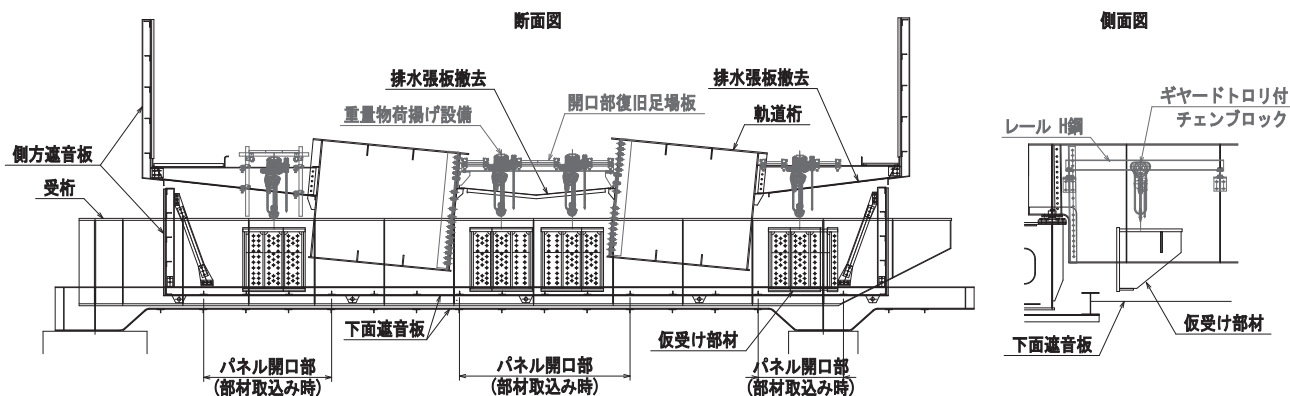 断面図
側面図
排水張板撤去
排水張板撤去
開口部復旧足場板
重量物荷揚げ設備
軌道桁
ギヤードトロリ付
チェンブロック
レール H鋼
側方遮音板
受桁
下面遮音板
仮受け部材
仮受け部材
下面遮音板
パネル開口部
(部材取込み時)
パネル開口部
(部材取込み時)
パネル開口部
(部材取込み時)